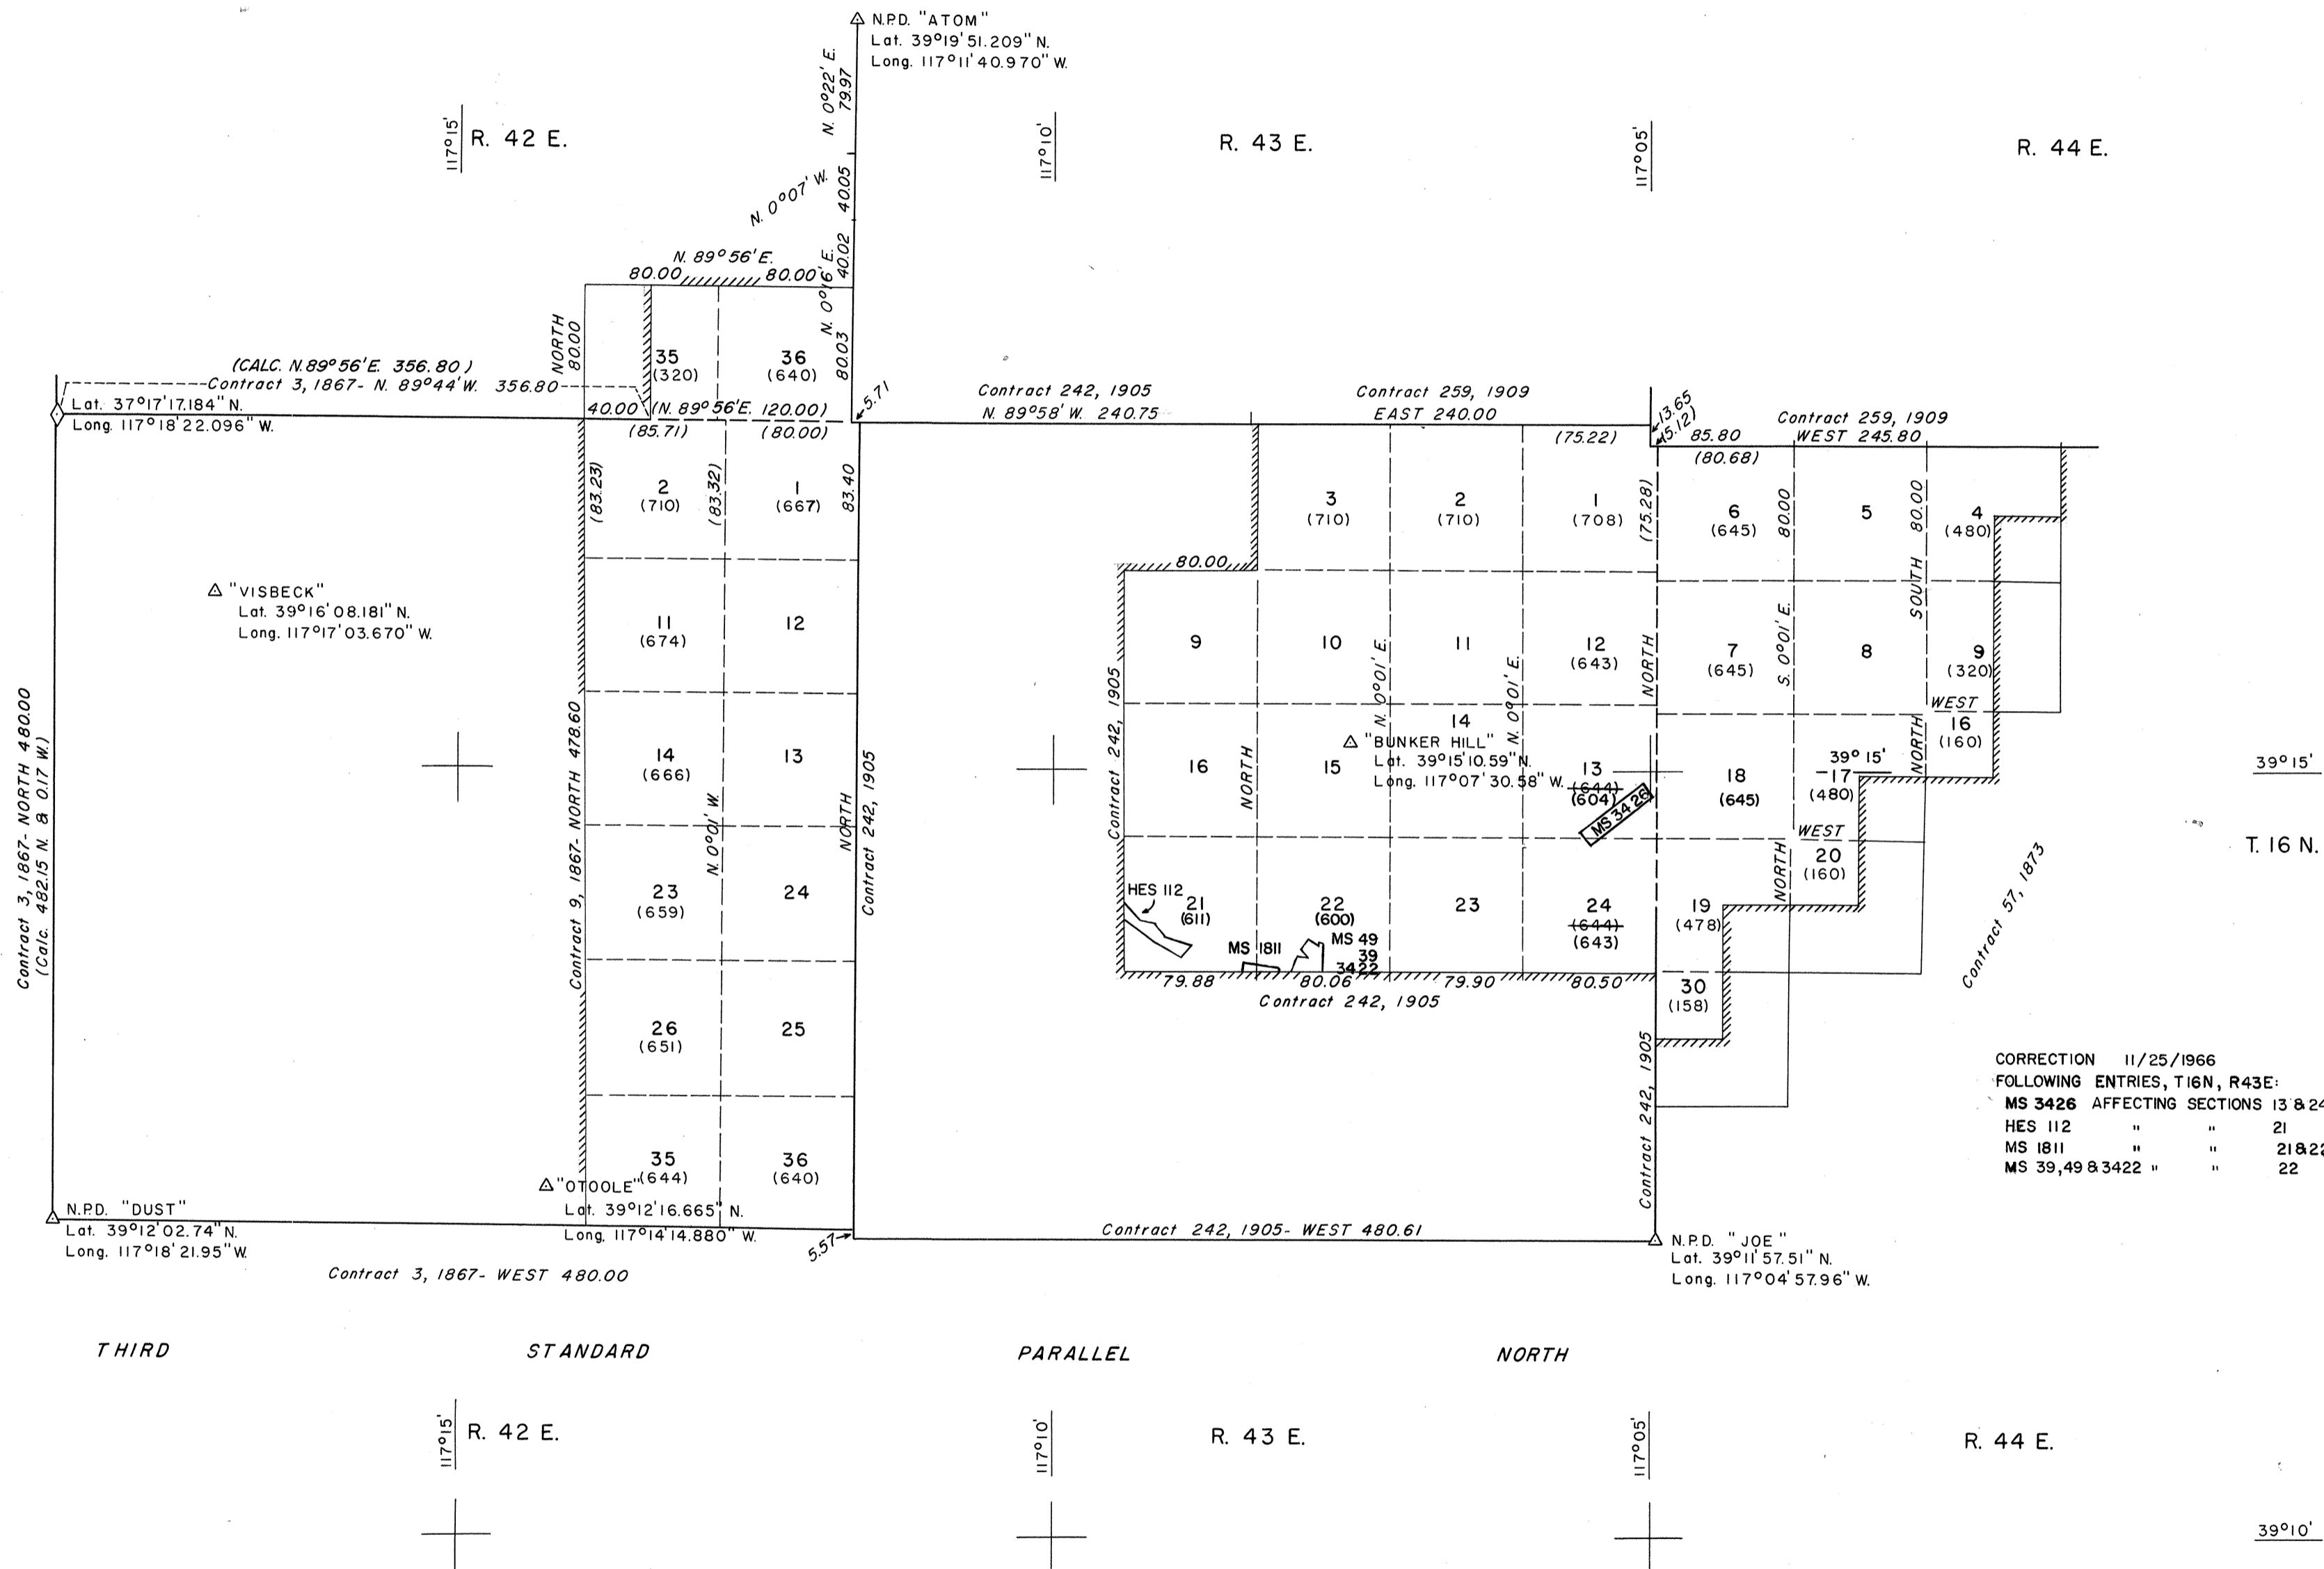 N.P.D. "ATOM"
Lat. 39°19'51.209" N.
Long. 117°11'40.970" W.
N. 0°22' E.
79.97
117°15'
R. 42 E.
117°10'
R. 43 E.
117°05'
R. 44 E.
N. 0°07' W.
40.05
N. 89°56' E.
80.00
80.00
N. 0°16' E.
40.02
80.03
NORTH
80.00
35
(320)
36
(640)
(CALC. N. 89°56' E. 356.80)
Contract 3, 1867- N. 89°44' W. 356.80
Lat. 37°17'17.184" N.
Long. 117°18'22.096" W.
40.00
(N. 89°56' E. 120.00)
(85.71)
(80.00)
5.71
Contract 242, 1905
N. 89°58' W. 240.75
Contract 259, 1909
EAST 240.00
13.65
(5.12)
85.80
Contract 259, 1909
WEST 245.80
(75.22)
(80.68)
(83.23)
2
(710)
(83.32)
1
(667)
83.40
3
(710)
2
(710)
1
(708)
(75.28)
6
(645)
80.00
5
SOUTH 80.00
4
(480)
80.00
"VISBECK"
Lat. 39°16'08.181" N.
Long. 117°17'03.670" W.
11
(674)
12
9
10
11
12
(643)
7
(645)
8
9
(320)
Contract 3, 1867- NORTH 480.00
(Calc. 482.15 N. & 0.17 W.)
Contract 9, 1867- NORTH 478.60
N. 0°01' W.
NORTH
Contract 242, 1905
Contract 242, 1905
NORTH
N. 0°01' E.
N. 0°01' E.
NORTH
S. 0°01' E.
NORTH
WEST
16
(160)
14
(666)
13
16
15
14
"BUNKER HILL"
Lat. 39°15'10.59" N.
Long. 117°07'30.58" W.
13
(644)
(604)
MS 3426
18
(645)
39°15'
17
(480)
39°15'
WEST
20
(160)
NORTH
T. 16 N.
Contract 57, 1873
23
(659)
24
HES 112
21
(611)
22
(600)
23
24
(644)
(643)
19
(478)
MS 1811
MS 49
39
3422
79.88
80.06
79.90
80.50
Contract 242, 1905
30
(158)
26
(651)
25
Contract 242, 1905
CORRECTION 11/25/1966
FOLLOWING ENTRIES, T16N, R43E:
MS 3426 AFFECTING SECTIONS 13 & 24
HES 112 " " 21
MS 1811 " " 21&22
MS 39,49 & 3422 " " 22
35
(644)
36
(640)
"OTOOLE"
Lat. 39°12'16.665" N.
Long. 117°14'14.880" W.
N.P.D. "DUST"
Lat. 39°12'02.74" N.
Long. 117°18'21.95" W.
5.57
Contract 242, 1905- WEST 480.61
N.P.D. "JOE"
Lat. 39°11'57.51" N.
Long. 117°04'57.96" W.
Contract 3, 1867- WEST 480.00
THIRD STANDARD PARALLEL NORTH
117°15'
R. 42 E.
117°10'
R. 43 E.
117°05'
R. 44 E.
39°10'